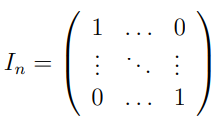 1 … 0
I_n = ( ⋮ ⋱ ⋮ )
0 … 1